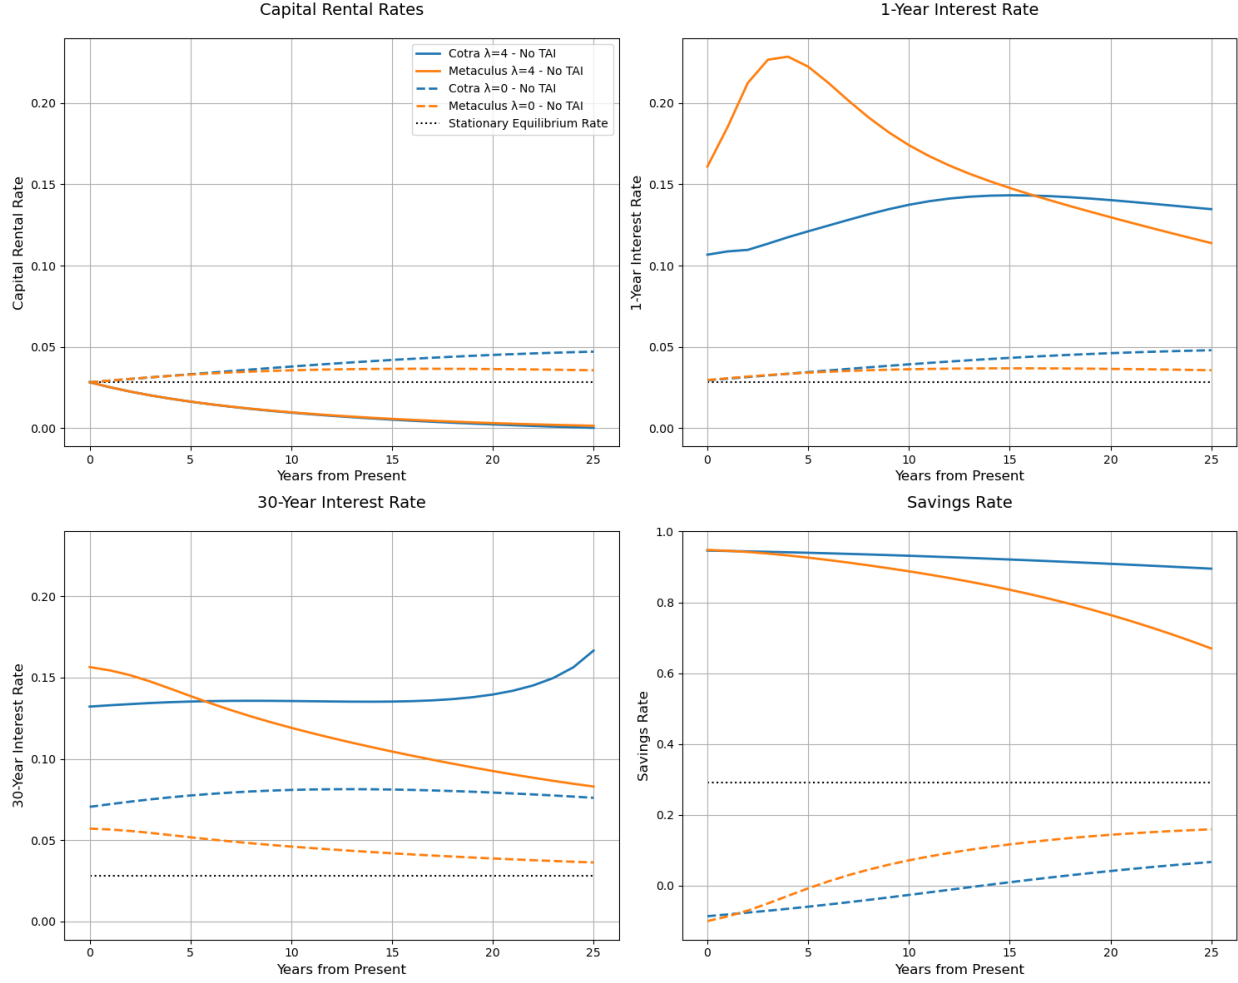 Capital Rental Rates
Capital Rental Rate
0.20
0.15
0.10
0.05
0.00
0 5 10 15 20 25
Years from Present
Cotra λ=4 - No TAI
Metaculus λ=4 - No TAI
Cotra λ=0 - No TAI
Metaculus λ=0 - No TAI
Stationary Equilibrium Rate
1-Year Interest Rate
1-Year Interest Rate
0.20
0.15
0.10
0.05
0.00
0 5 10 15 20 25
Years from Present
30-Year Interest Rate
30-Year Interest Rate
0.20
0.15
0.10
0.05
0.00
0 5 10 15 20 25
Years from Present
Savings Rate
Savings Rate
1.0
0.8
0.6
0.4
0.2
0.0
0 5 10 15 20 25
Years from Present